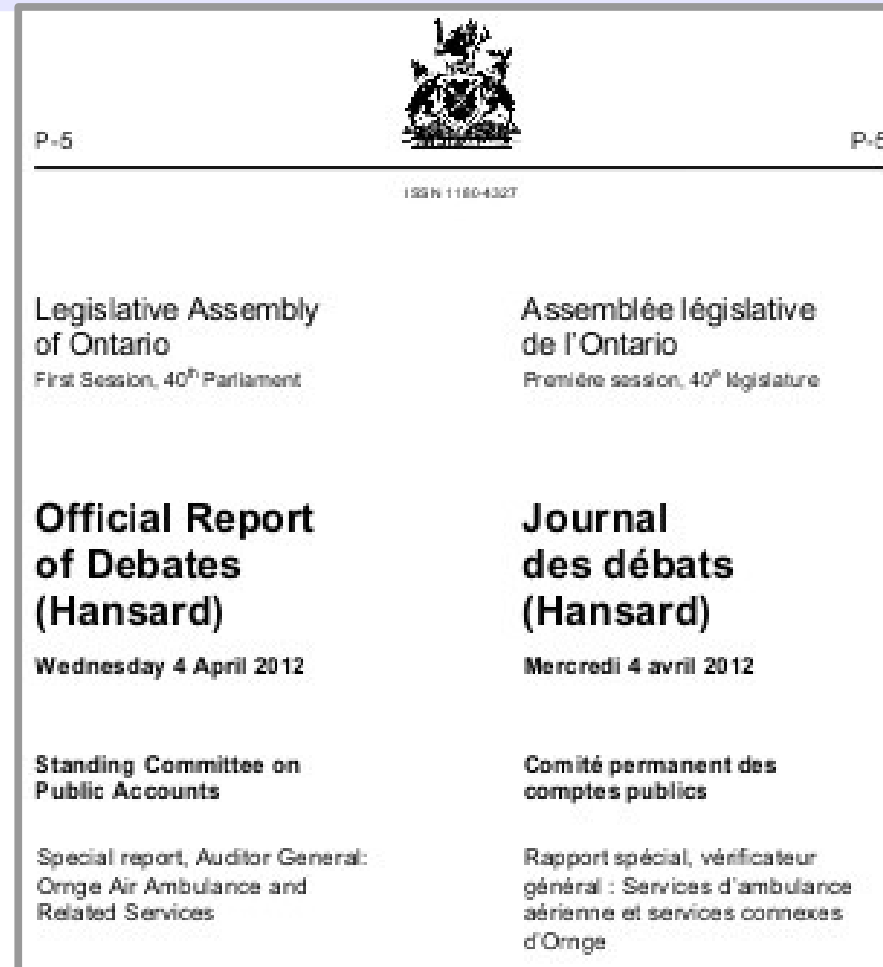 P-5
P-5
ISSN 1180-4327
Legislative Assembly
of Ontario
First Session, 40th Parliament
Assemblée législative
de l'Ontario
Première session, 40e législature
Official Report
of Debates
(Hansard)
Wednesday 4 April 2012
Journal
des débats
(Hansard)
Mercredi 4 avril 2012
Standing Committee on
Public Accounts
Comité permanent des
comptes publics
Special report, Auditor General:
Ornge Air Ambulance and
Related Services
Rapport spécial, vérificateur
général : Services d'ambulance
aérienne et services connexes
d'Ornge